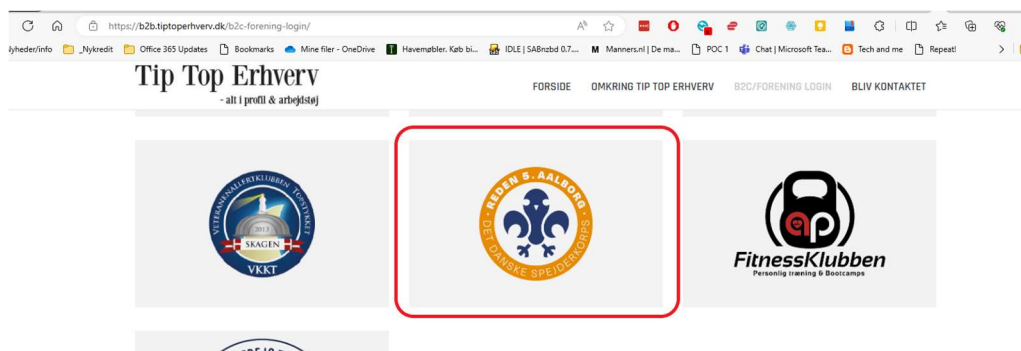 https://b2b.tiptoperhverv.dk/b2c-forening-login/
yheder/info _Nykredit Office 365 Updates Bookmarks Mine filer - OneDrive Havemøbler. Køb bi... IDLE | SABnzbd 0.7.... Manners.nl | De ma... POC 1 Chat | Microsoft Tea... Tech and me Repeat!
Tip Top Erhverv
- alt i profil & arbejdstøj
FORSIDE OMKRING TIP TOP ERHVERV B2C/FORENING LOGIN BLIV KONTAKTET
VETERANKNALLERTKLUBBEN TOPSTYKKET
2013
SKAGEN
VKKT
REDEN 5. AALBORG
DET DANSKE SPEJDERKORPS
ap
FitnessKlubben
Personlig træning & Bootcamps